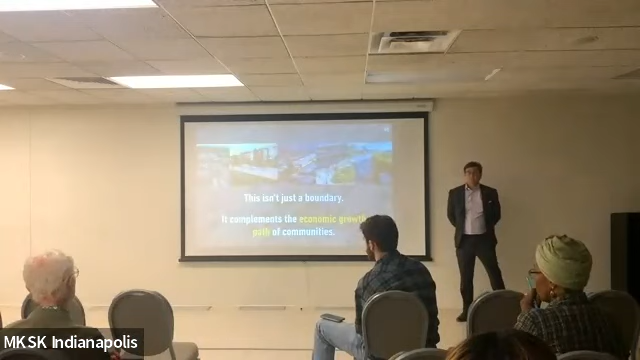 This isn't just a boundary.
It complements the economic growth
path of communities.
MKSK Indianapolis